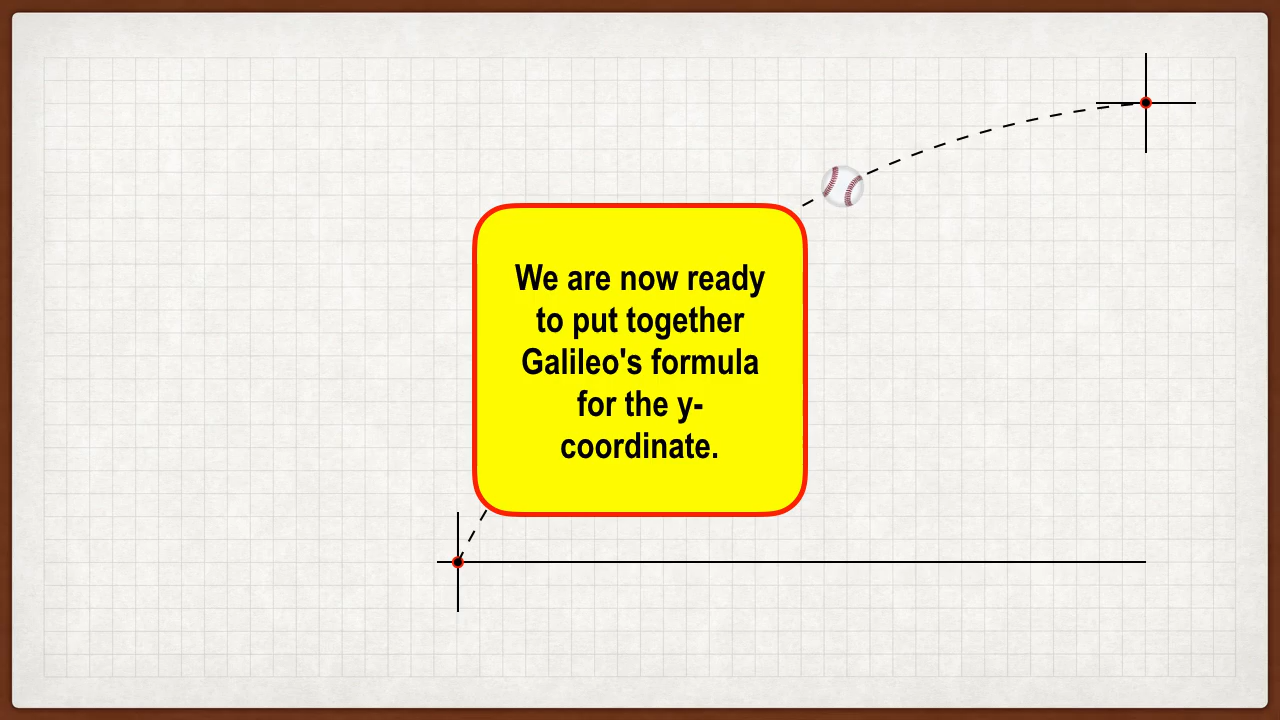 We are now ready
to put together
Galileo's formula
for the y-
coordinate.